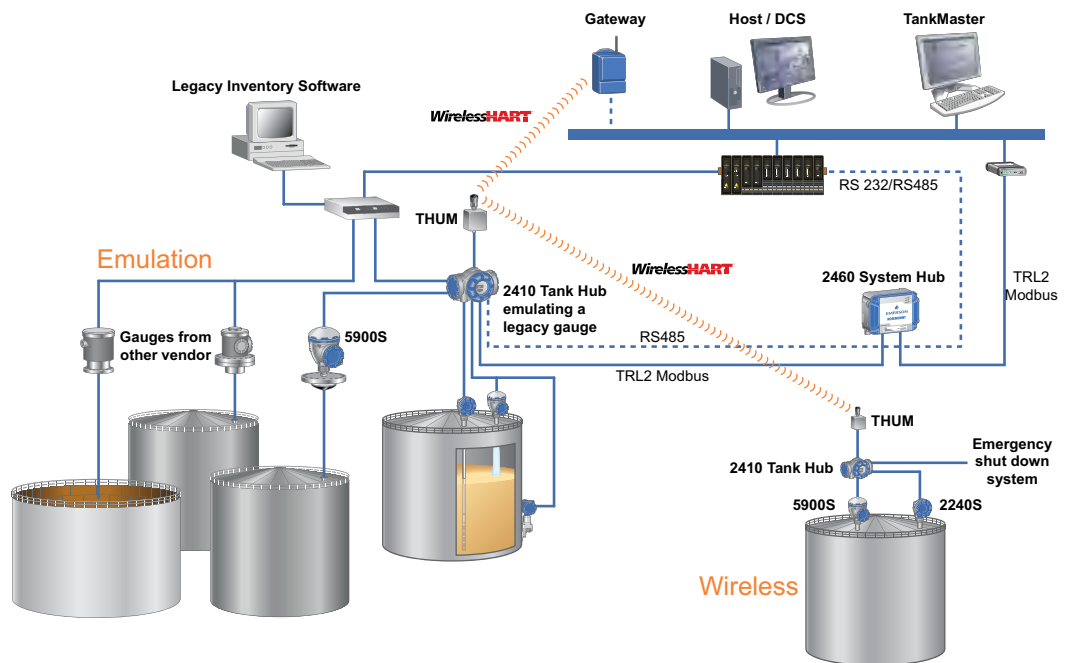 Gateway
Host / DCS
TankMaster
Legacy Inventory Software
WirelessHART
RS 232/RS485
THUM
Emulation
WirelessHART
2460 System Hub
TRL2
Modbus
2410 Tank Hub
emulating a
legacy gauge
EMERSON
Gauges from
other vendor
5900S
RS485
TRL2 Modbus
THUM
Emergency
shut down
system
2410 Tank Hub
5900S
2240S
Wireless